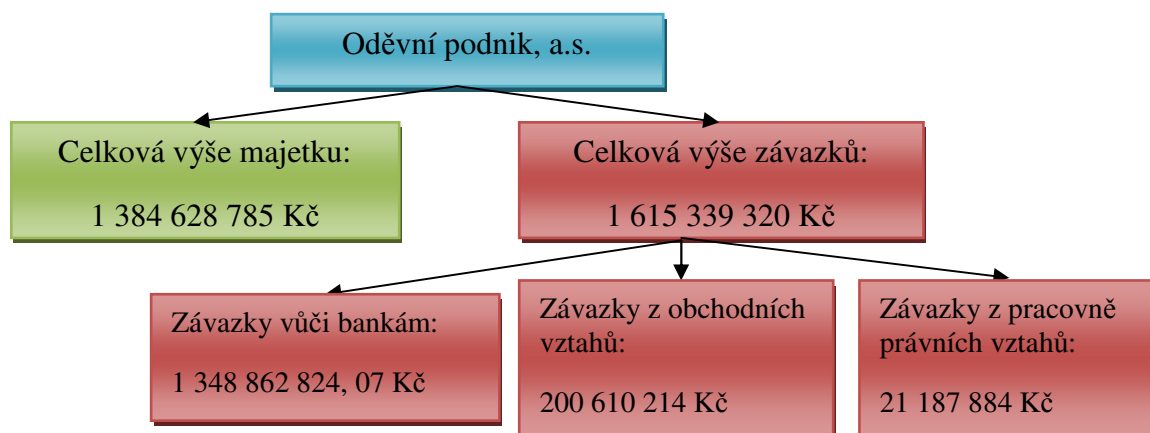 Oděvní podnik, a.s.
Celková výše majetku:
1 384 628 785 Kč
Celková výše závazků:
1 615 339 320 Kč
Závazky vůči bankám:
1 348 862 824, 07 Kč
Závazky z obchodních
vztahů:
200 610 214 Kč
Závazky z pracovně
právních vztahů:
21 187 884 Kč